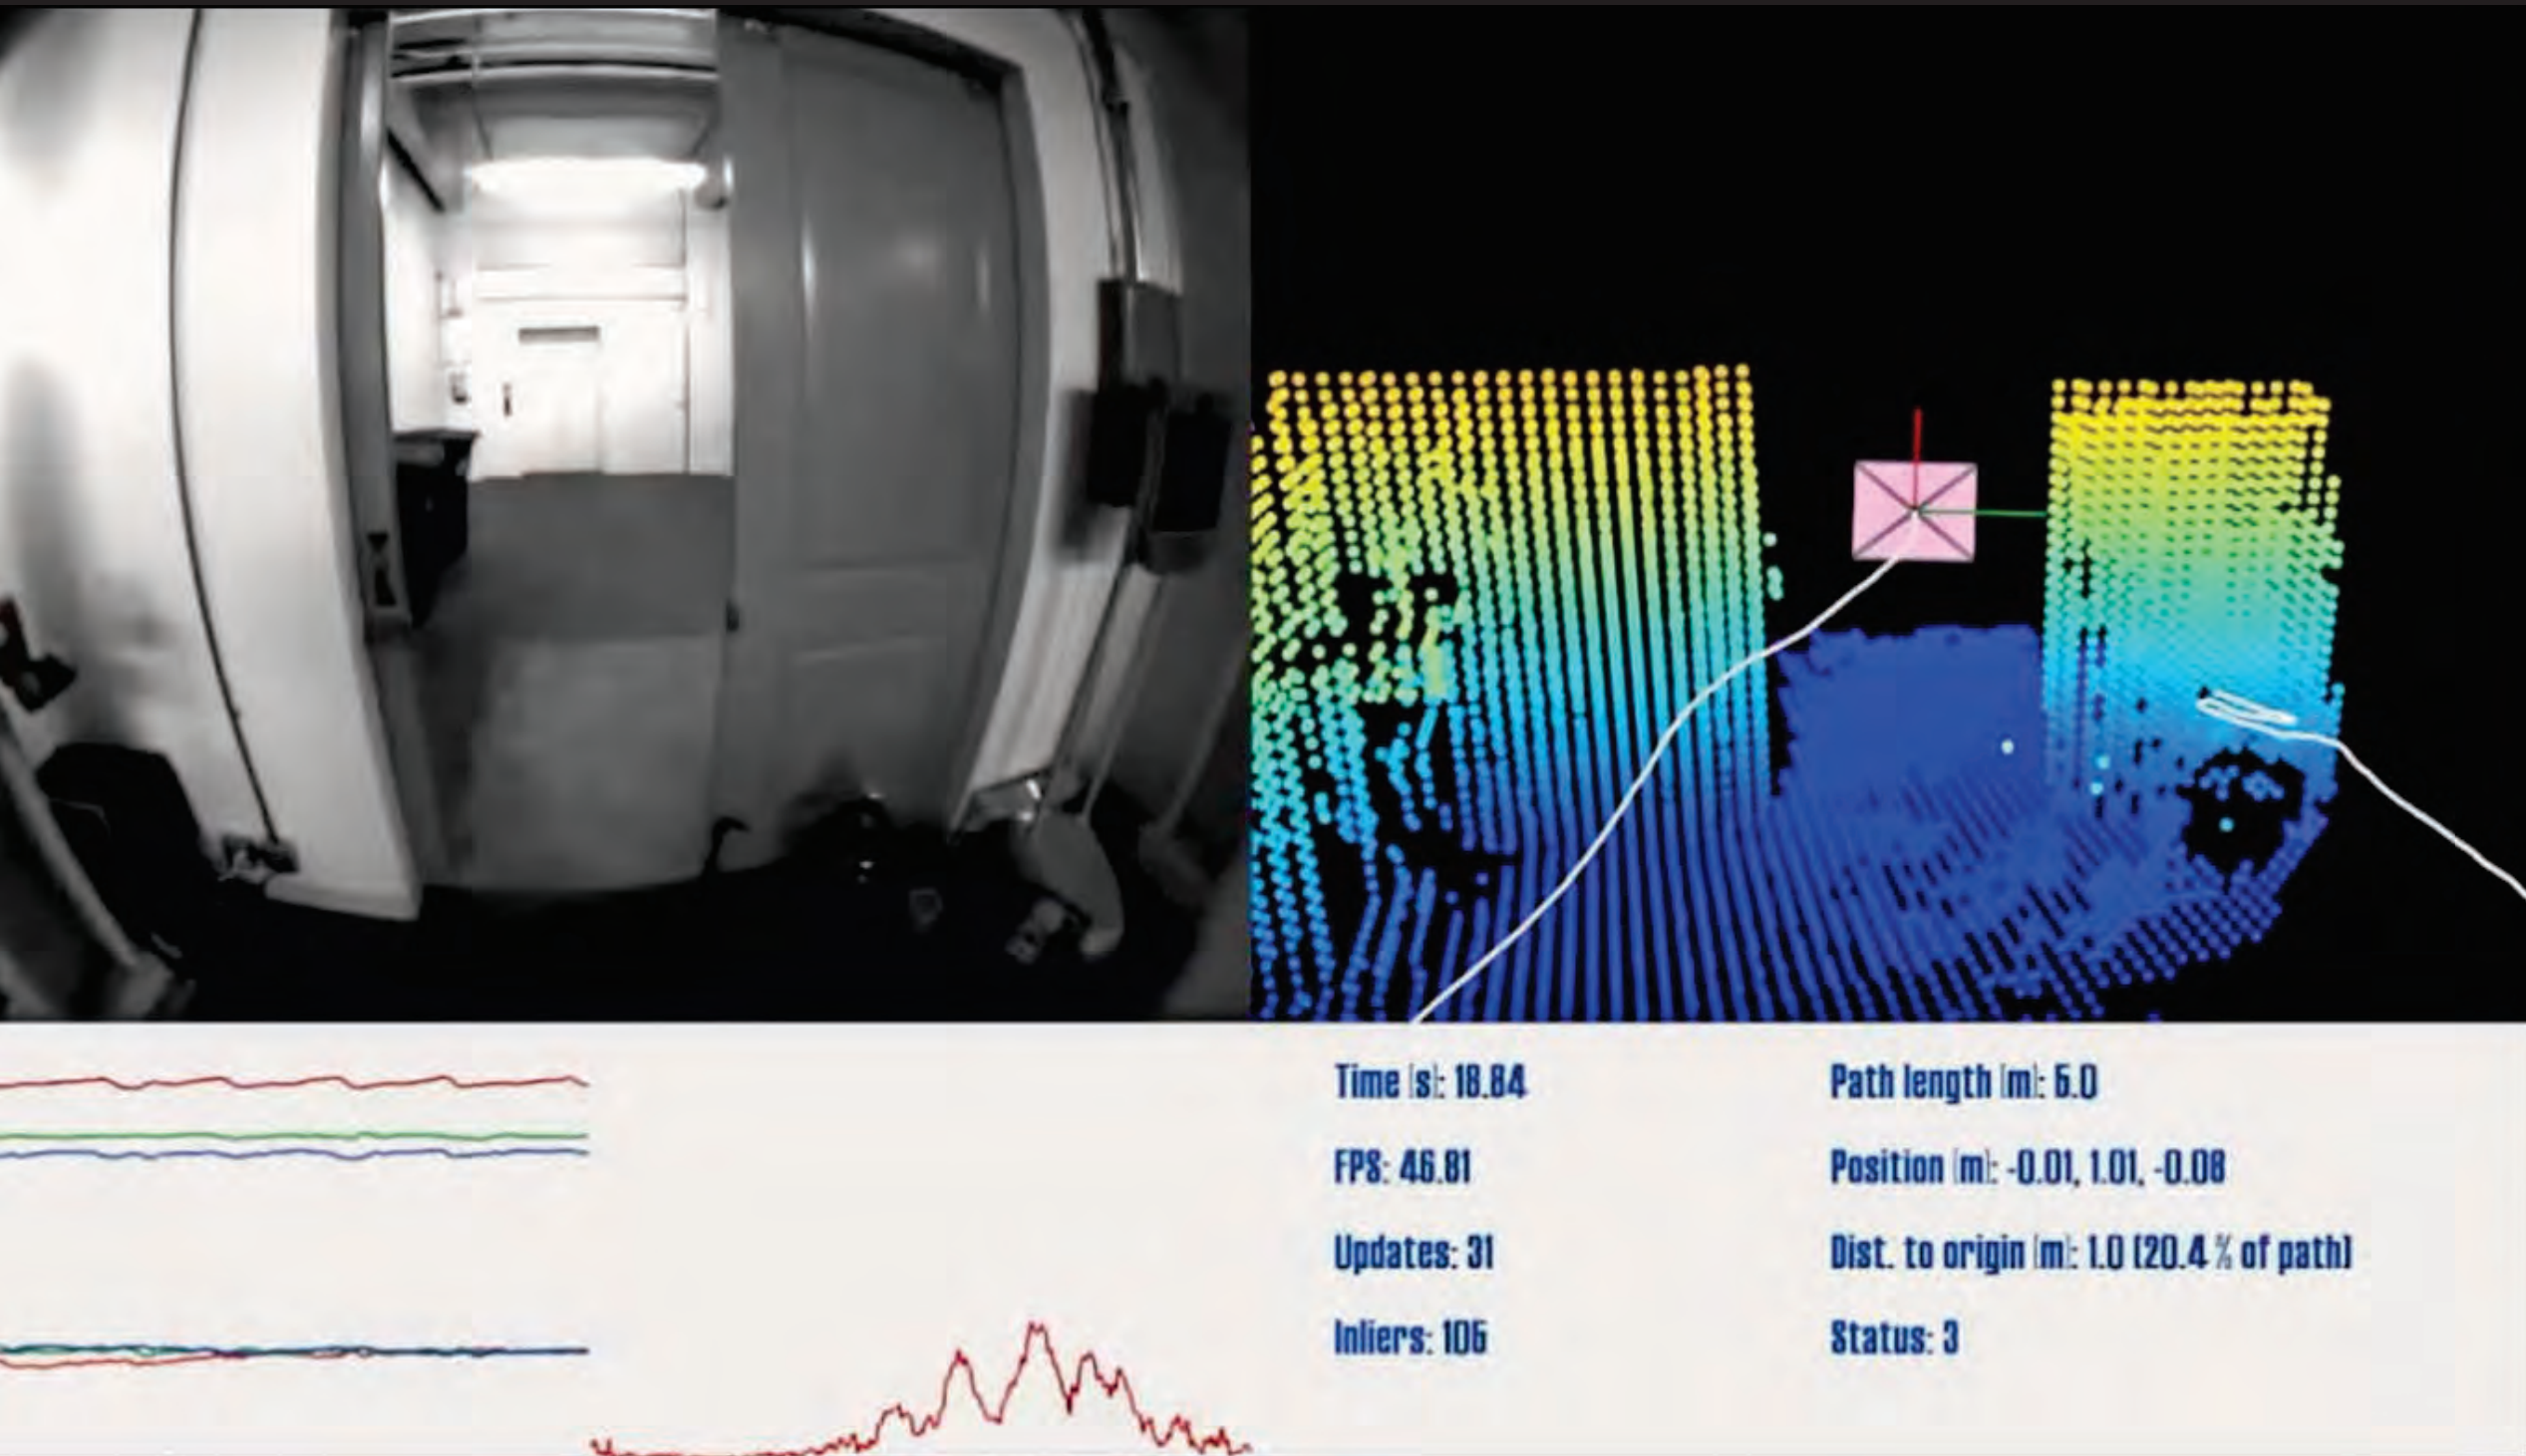 Time [s]: 18.84
Path length [m]: 5.0
FPS: 46.81
Position [m]: -0.01, 1.01, -0.08
Updates: 31
Dist. to origin [m]: 1.0 (20.4 % of path)
Inliers: 105
Status: 3